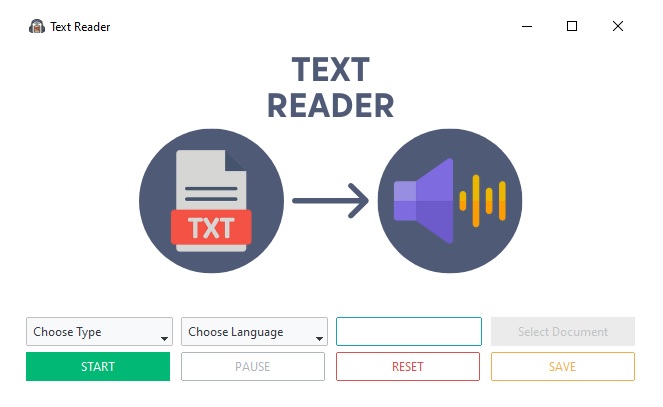 Text Reader
TEXT
READER
TXT
Choose Type
Choose Language
Select Document
START
PAUSE
RESET
SAVE